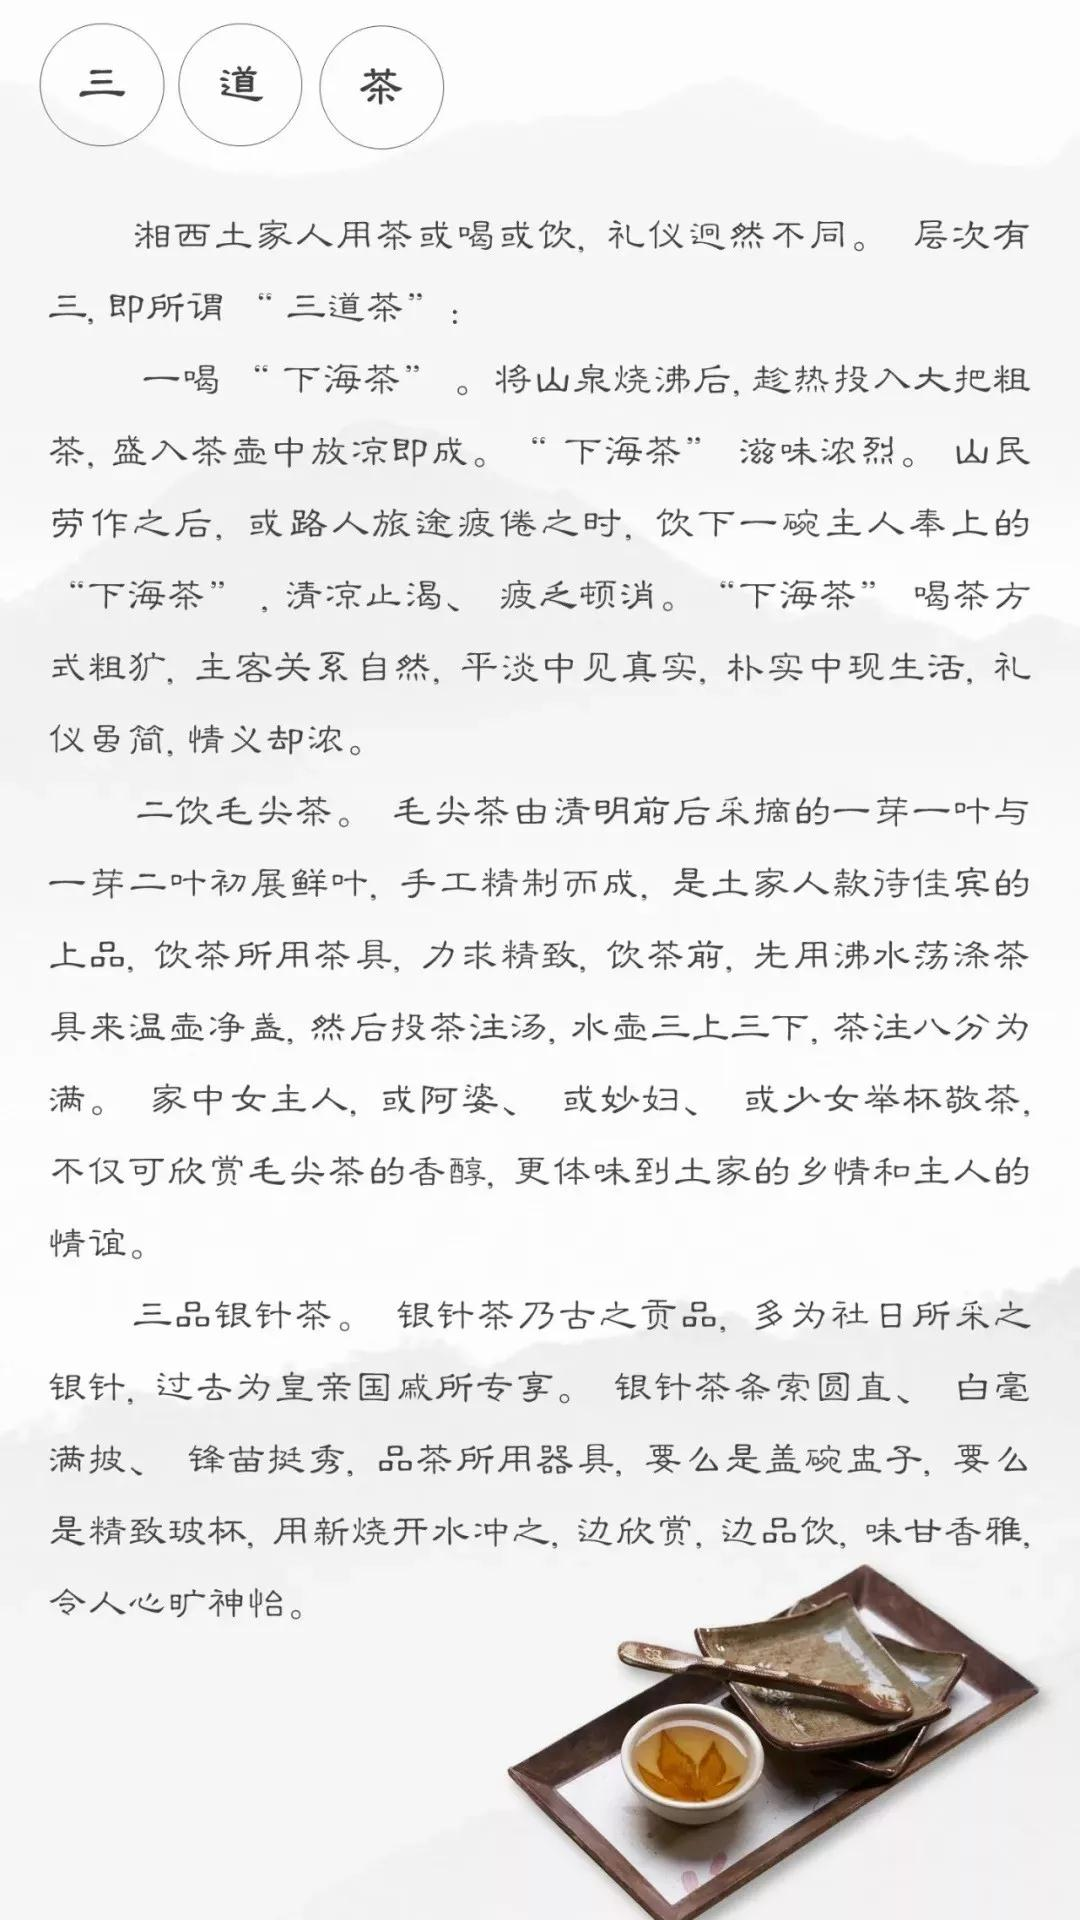 三道茶
湘西土家人用茶或喝或饮, 礼仪迥然不同。 层次有
三, 即所谓 “ 三道茶” :
一喝 “ 下海茶” 。将山泉烧沸后, 趁热投入大把粗
茶, 盛入茶壶中放凉即成。 “ 下海茶” 滋味浓烈。 山民
劳作之后, 或路人旅途疲倦之时, 饮下一碗主人奉上的
“下海茶” , 清凉止渴、 疲乏顿消。 “下海茶” 喝茶方
式粗犷, 主客关系自然, 平淡中见真实, 朴实中现生活, 礼
仪虽简, 情义却浓。
二饮毛尖茶。 毛尖茶由清明前后采摘的一芽一叶与
一芽二叶初展鲜叶, 手工精制而成, 是土家人款待佳宾的
上品, 饮茶所用茶具, 力求精致, 饮茶前, 先用沸水荡涤茶
具来温壶净盏, 然后投茶注汤, 水壶三上三下, 茶注八分为
满。 家中女主人, 或阿婆、 或妙妇、 或少女举杯敬茶,
不仅可欣赏毛尖茶的香醇, 更体味到土家的乡情和主人的
情谊。
三品银针茶。 银针茶乃古之贡品, 多为社日所采之
银针, 过去为皇亲国戚所专享。 银针茶条索圆直、 白毫
满披、 锋苗挺秀, 品茶所用器具, 要么是盖碗盅子, 要么
是精致玻杯, 用新烧开水冲之, 边欣赏, 边品饮, 味甘香雅,
令人心旷神怡。